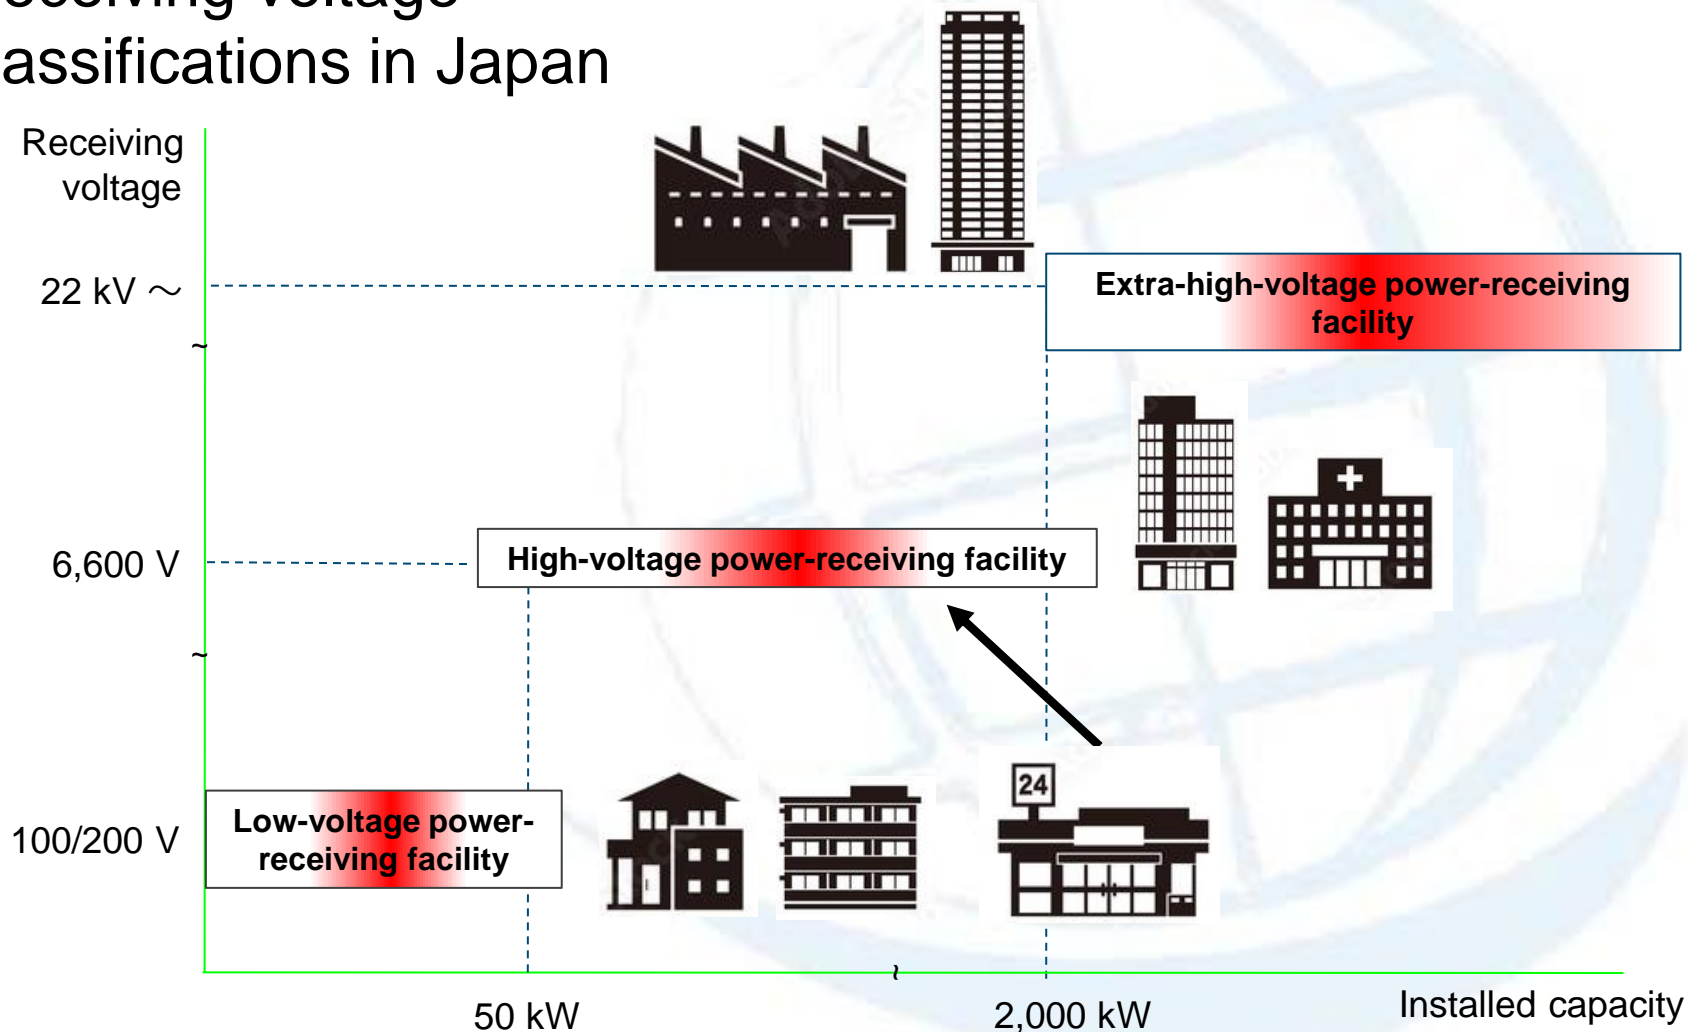 assifications in Japan
Receiving
voltage
22 kV ～
Extra-high-voltage power-receiving
facility
~
6,600 V
High-voltage power-receiving facility
~
24
100/200 V
Low-voltage power-
receiving facility
~
50 kW
2,000 kW
Installed capacity